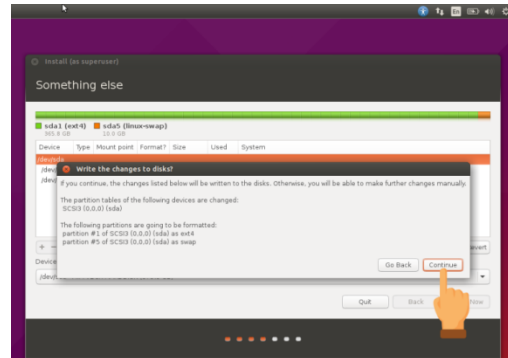 En
Install (as superuser)
Something else
sda1 (ext4) sda5 (linux-swap)
Device Type Mount point Format? Size Used System
/dev/sda
Write the changes to disks?
If you continue, the changes listed below will be written to the disks. Otherwise, you will be able to make further changes manually.
The partition tables of the following devices are changed:
SCSI3 (0,0,0) (sda)
The following partitions are going to be formatted:
partition #1 of SCSI3 (0,0,0) (sda) as ext4
partition #5 of SCSI3 (0,0,0) (sda) as swap
+ -
Go Back Continue
Quit Back Now